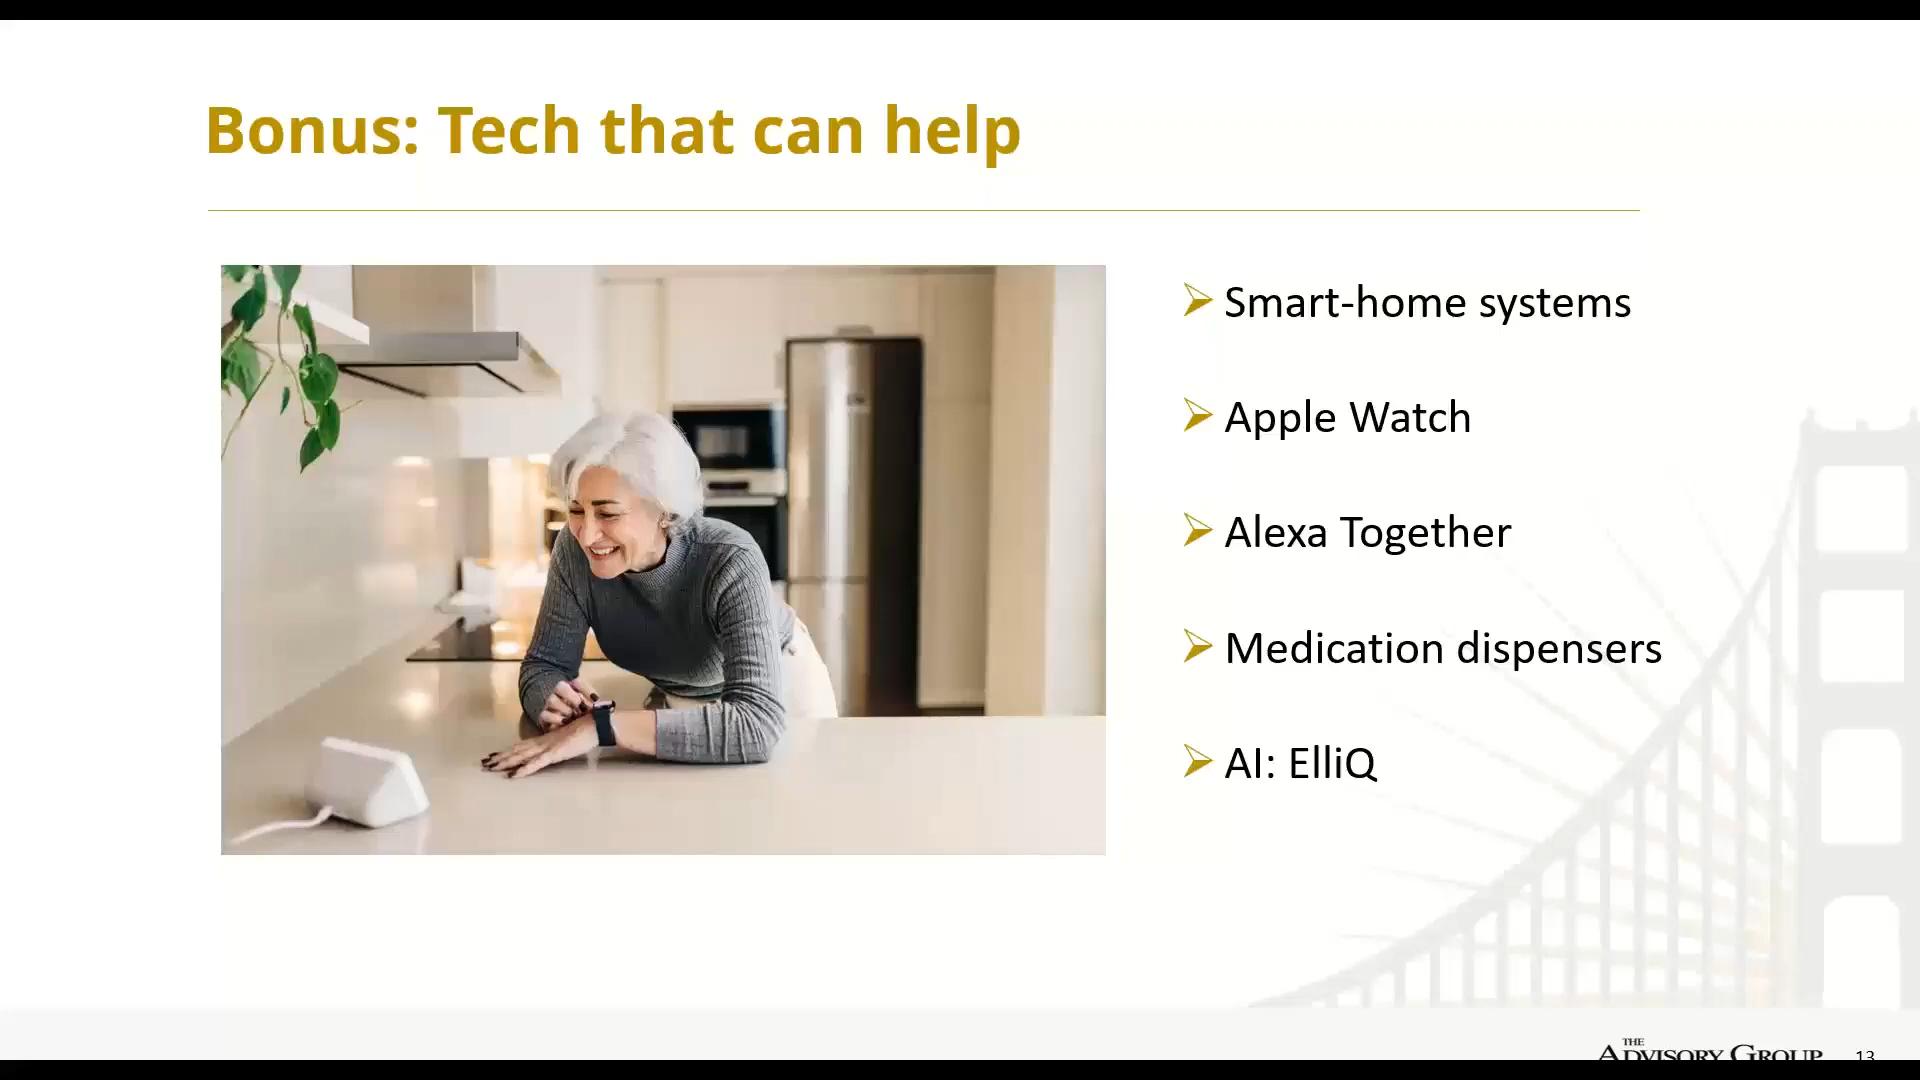 Bonus: Tech that can help
Smart-home systems
Apple Watch
Alexa Together
Medication dispensers
AI: ElliQ
THE
ADVISORY GROUP
13